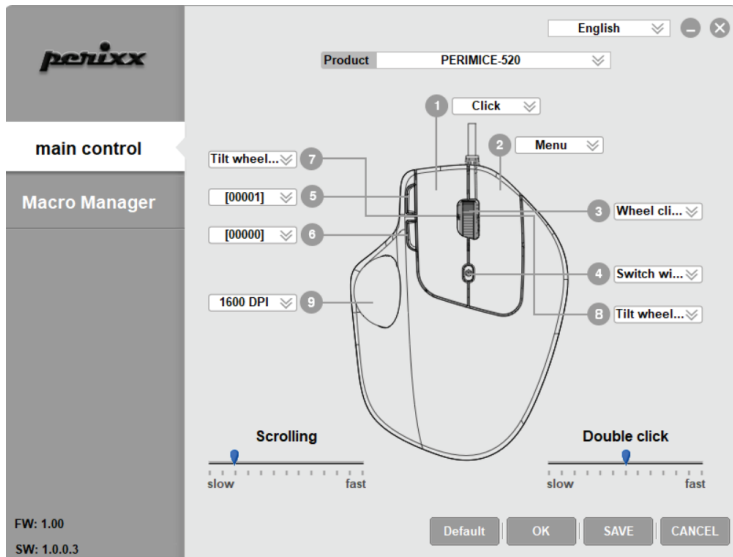 perixx
English
Product PERIMICE-520
1 Click
main control
2 Menu
Tilt wheel... 7
Macro Manager
[00001] 5
3 Wheel cli...
[00000] 6
4 Switch wi...
1600 DPI 9
8 Tilt wheel...
Scrolling
Double click
slow fast
slow fast
FW: 1.00
SW: 1.0.0.3
Default OK SAVE CANCEL